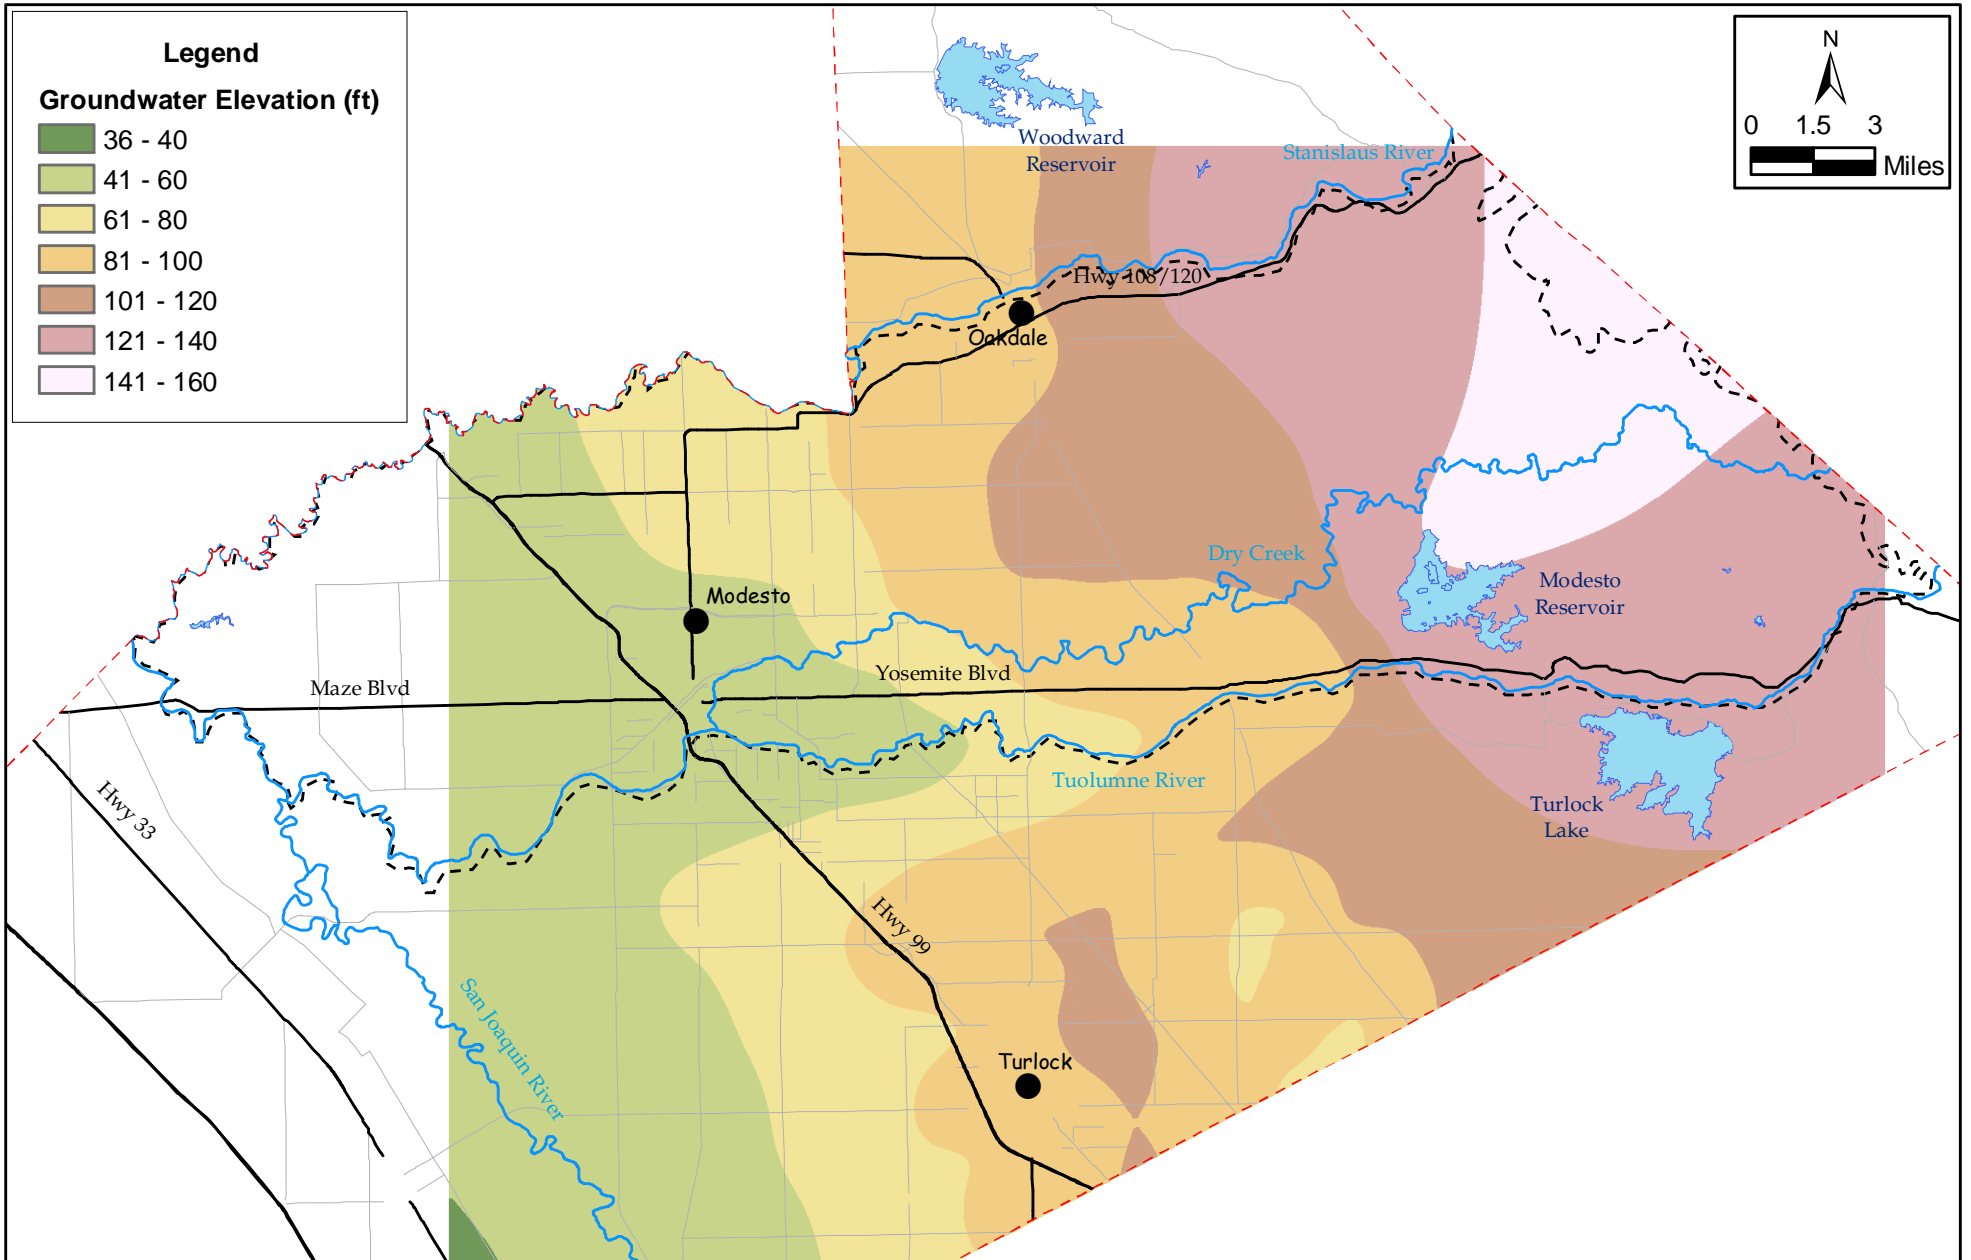 Legend
Groundwater Elevation (ft)
36 - 40
41 - 60
61 - 80
81 - 100
101 - 120
121 - 140
141 - 160
N
0 1.5 3
Miles
Woodward
Reservoir
Stanislaus River
Hwy 108/120
Oakdale
Dry Creek
Modesto
Reservoir
Modesto
Yosemite Blvd
Maze Blvd
Tuolumne River
Hwy 33
Turlock
Lake
Hwy 99
San Joaquin River
Turlock